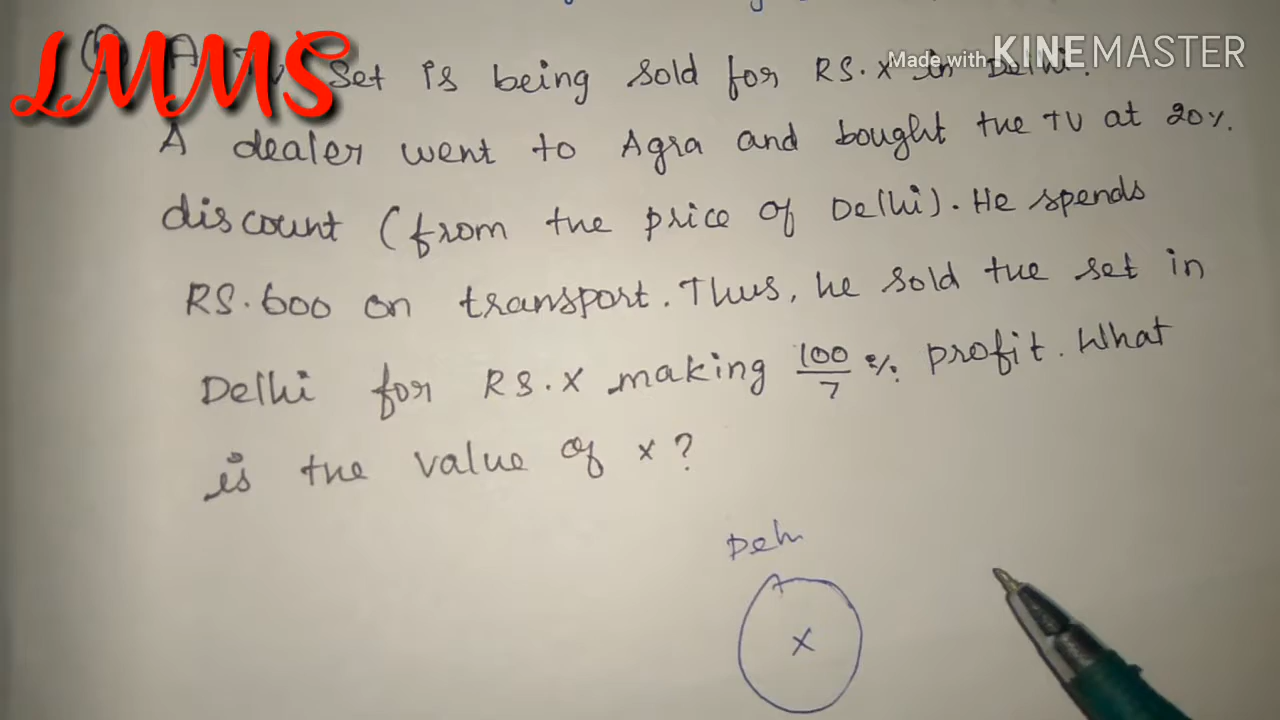 LMMS
Made with KINEMASTER
Set is being sold for RS. X in Delhi.
A dealer went to Agra and bought the TV at 20%.
discount (from the price of Delhi). He spends
RS. 600 on transport. Thus, he sold the set in
Delhi for RS. X making 100/7 %. profit. What
is the value of x?
Delh
X